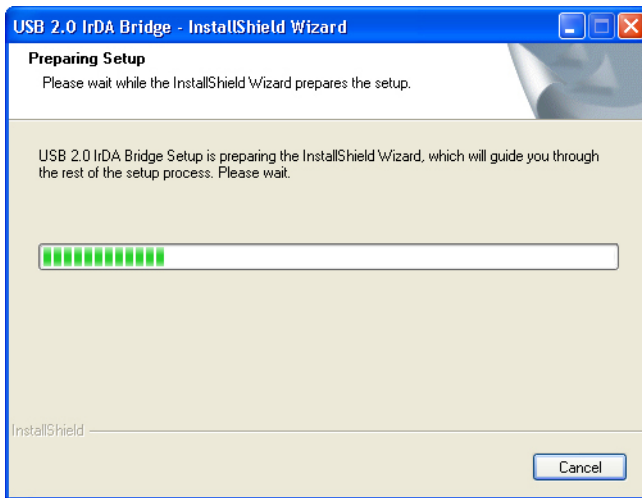 USB 2.0 IrDA Bridge - InstallShield Wizard
Preparing Setup
Please wait while the InstallShield Wizard prepares the setup.
USB 2.0 IrDA Bridge Setup is preparing the InstallShield Wizard, which will guide you through
the rest of the setup process. Please wait.
InstallShield
Cancel